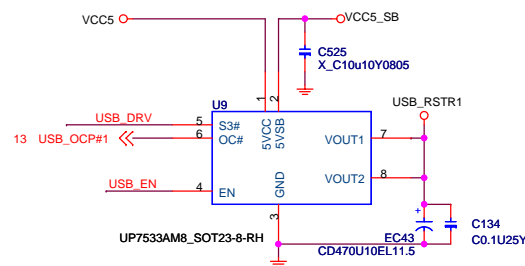 VCC5
VCC5_SB
C525
X_C10u10Y0805
U9
USB_RSTR1
1
2
5VCC
5VSB
USB_DRV
5
S3#
13
USB_OCP#1
6
OC#
VOUT1
7
USB_EN
4
EN
VOUT2
8
GND
3
UP7533AM8_SOT23-8-RH
+
EC43
CD470U10EL11.5
C134
C0.1U25Y